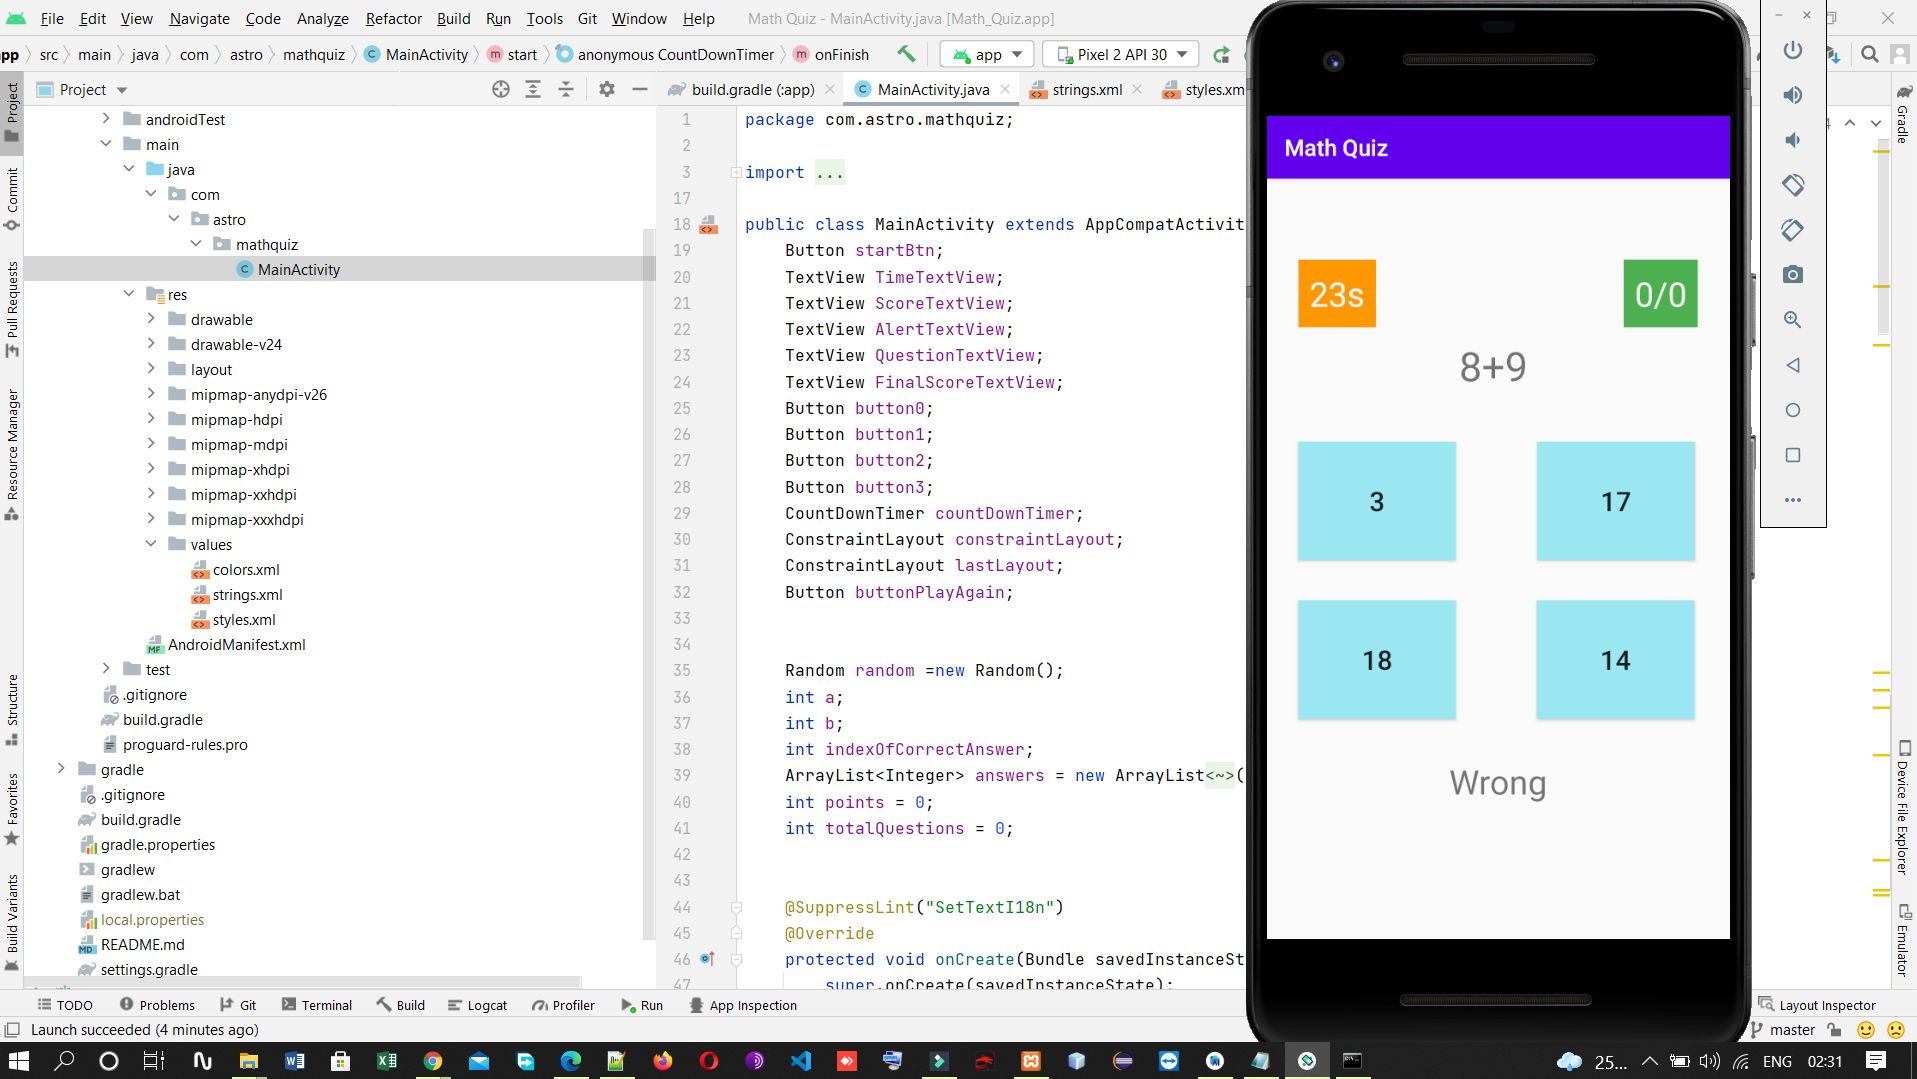 File Edit View Navigate Code Analyze Refactor Build Run Tools Git Window Help Math Quiz - MainActivity.java [Math_Quiz.app]
app src main java com astro mathquiz MainActivity start anonymous CountDownTimer onFinish app Pixel 2 API 30
Project
build.gradle (:app) MainActivity.java strings.xml styles.xm
androidTest
main
java
com
astro
mathquiz
MainActivity
res
drawable
drawable-v24
layout
mipmap-anydpi-v26
mipmap-hdpi
mipmap-mdpi
mipmap-xhdpi
mipmap-xxhdpi
mipmap-xxxhdpi
values
colors.xml
strings.xml
styles.xml
AndroidManifest.xml
test
.gitignore
build.gradle
proguard-rules.pro
gradle
.gitignore
build.gradle
gradle.properties
gradlew
gradlew.bat
local.properties
README.md
settings.gradle
Project
Commit
Pull Requests
Resource Manager
Structure
Favorites
Build Variants
1 package com.astro.mathquiz;
2
3 import ...
17
18 public class MainActivity extends AppCompatActivit
19 Button startBtn;
20 TextView TimeTextView;
21 TextView ScoreTextView;
22 TextView AlertTextView;
23 TextView QuestionTextView;
24 TextView FinalScoreTextView;
25 Button button0;
26 Button button1;
27 Button button2;
28 Button button3;
29 CountDownTimer countDownTimer;
30 ConstraintLayout constraintLayout;
31 ConstraintLayout lastLayout;
32 Button buttonPlayAgain;
33
34
35 Random random =new Random();
36 int a;
37 int b;
38 int indexOfCorrectAnswer;
39 ArrayList<Integer> answers = new ArrayList<~>(
40 int points = 0;
41 int totalQuestions = 0;
42
43
44 @SuppressLint("SetTextI18n")
45 @Override
46 protected void onCreate(Bundle savedInstanceSt
47 super.onCreate(savedInstanceState);
Math Quiz
23s 0/0
8+9
3 17
18 14
Wrong
4
Gradle
Device File Explorer
Emulator
TODO Problems Git Terminal Build Logcat Profiler Run App Inspection Layout Inspector
Launch succeeded (4 minutes ago) master
25... ENG 02:31